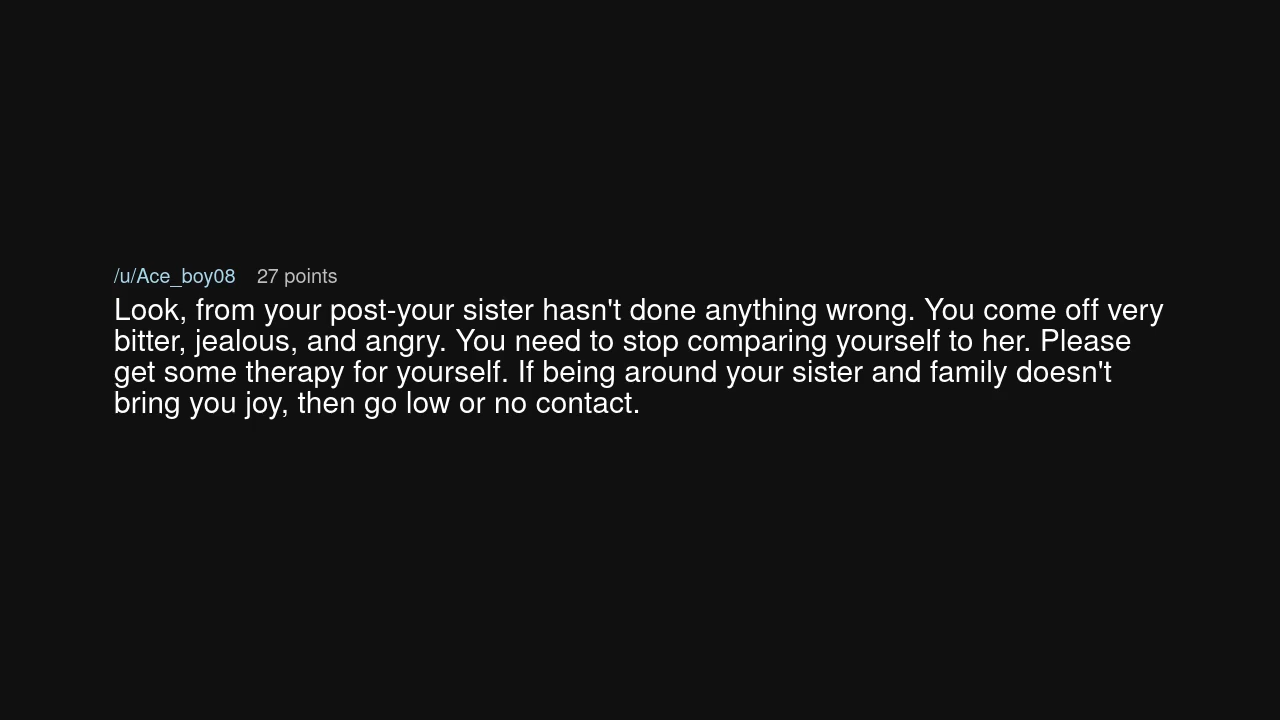 /u/Ace_boy08 27 points
Look, from your post-your sister hasn't done anything wrong. You come off very
bitter, jealous, and angry. You need to stop comparing yourself to her. Please
get some therapy for yourself. If being around your sister and family doesn't
bring you joy, then go low or no contact.